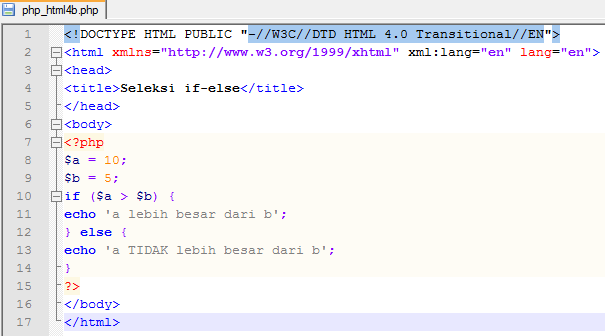 php_html4b.php
1 <!DOCTYPE HTML PUBLIC "-//W3C//DTD HTML 4.0 Transitional//EN">
2 <html xmlns="http://www.w3.org/1999/xhtml" xml:lang="en" lang="en">
3 <head>
4 <title>Seleksi if-else</title>
5 </head>
6 <body>
7 <?php
8 $a = 10;
9 $b = 5;
10 if ($a > $b) {
11 echo 'a lebih besar dari b';
12 } else {
13 echo 'a TIDAK lebih besar dari b';
14 }
15 ?>
16 </body>
17 </html>